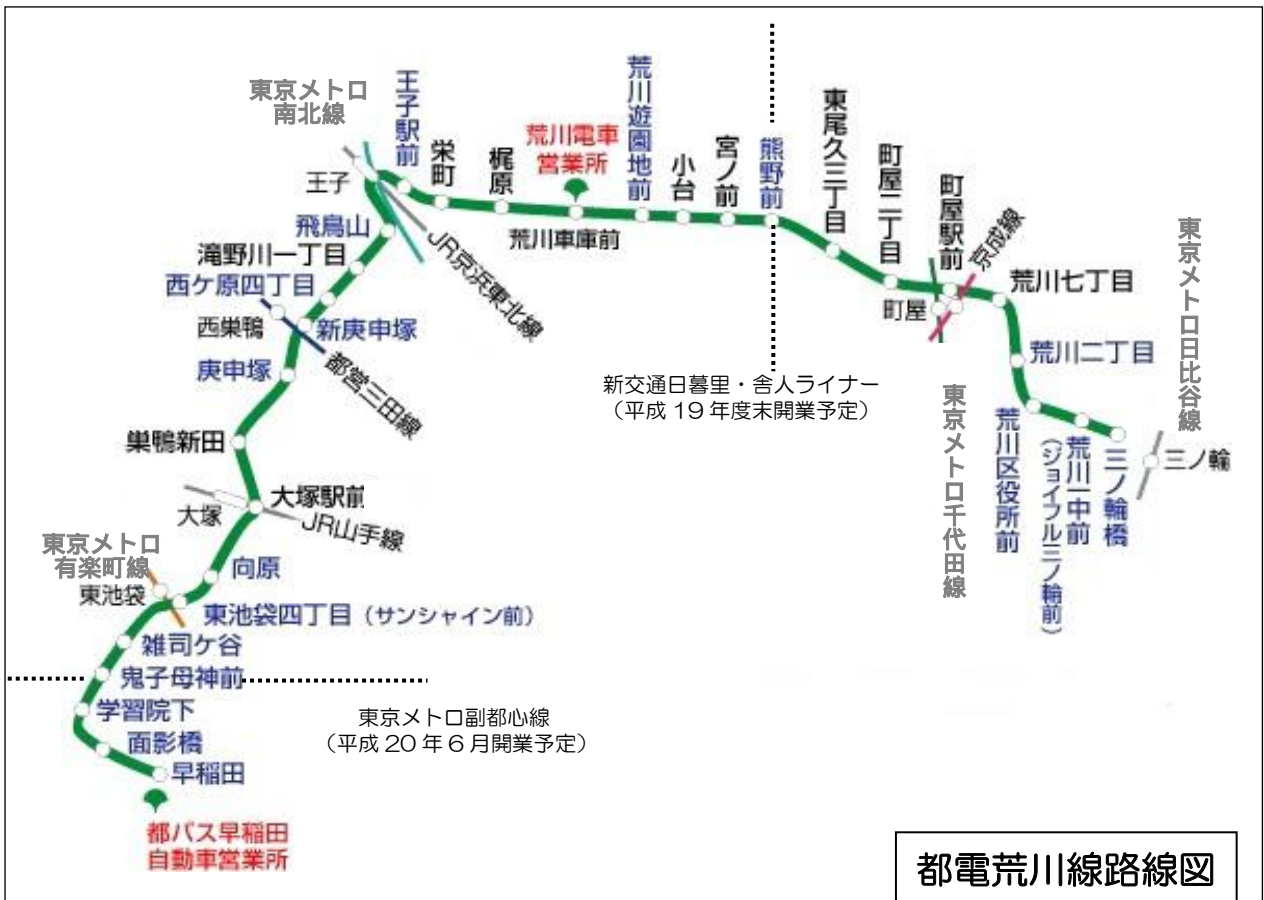 東京メトロ
南北線
王子駅前
栄町
梶原
荒川電車
営業所
荒川遊園地前
小台
宮ノ前
熊野前
東尾久三丁目
町屋二丁目
町屋駅前
京成線
王子
飛鳥山
滝野川一丁目
西ケ原四丁目
西巣鴨
新庚申塚
庚申塚
都営三田線
JR京浜東北線
荒川車庫前
町屋
荒川七丁目
荒川二丁目
東京メトロ日比谷線
新交通日暮里・舎人ライナー
(平成 19 年度末開業予定)
東京メトロ千代田線
荒川区役所前
荒川一中前
(ジョイフル三ノ輪前)
三ノ輪橋
三ノ輪
巣鴨新田
大塚駅前
大塚
JR山手線
東京メトロ
有楽町線
東池袋
向原
東池袋四丁目(サンシャイン前)
雑司ケ谷
鬼子母神前
学習院下
面影橋
早稲田
東京メトロ副都心線
(平成 20 年 6 月開業予定)
都バス早稲田
自動車営業所
都電荒川線路線図